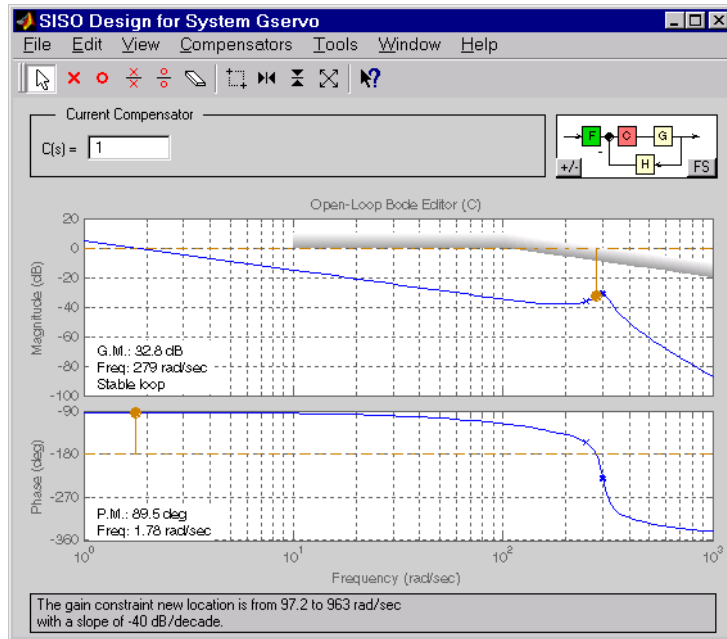 SISO Design for System Gservo
File Edit View Compensators Tools Window Help
Current Compensator
C(s) = 1
F C G
H
+/- FS
Open-Loop Bode Editor (C)
20
0
-20
-40
-60
-80
-100
Magnitude (dB)
G.M.: 32.8 dB
Freq: 279 rad/sec
Stable loop
-90
-180
-270
-360
Phase (deg)
P.M.: 89.5 deg
Freq: 1.78 rad/sec
10^0 10^1 10^2 10^3
Frequency (rad/sec)
The gain constraint new location is from 97.2 to 963 rad/sec
with a slope of -40 dB/decade.